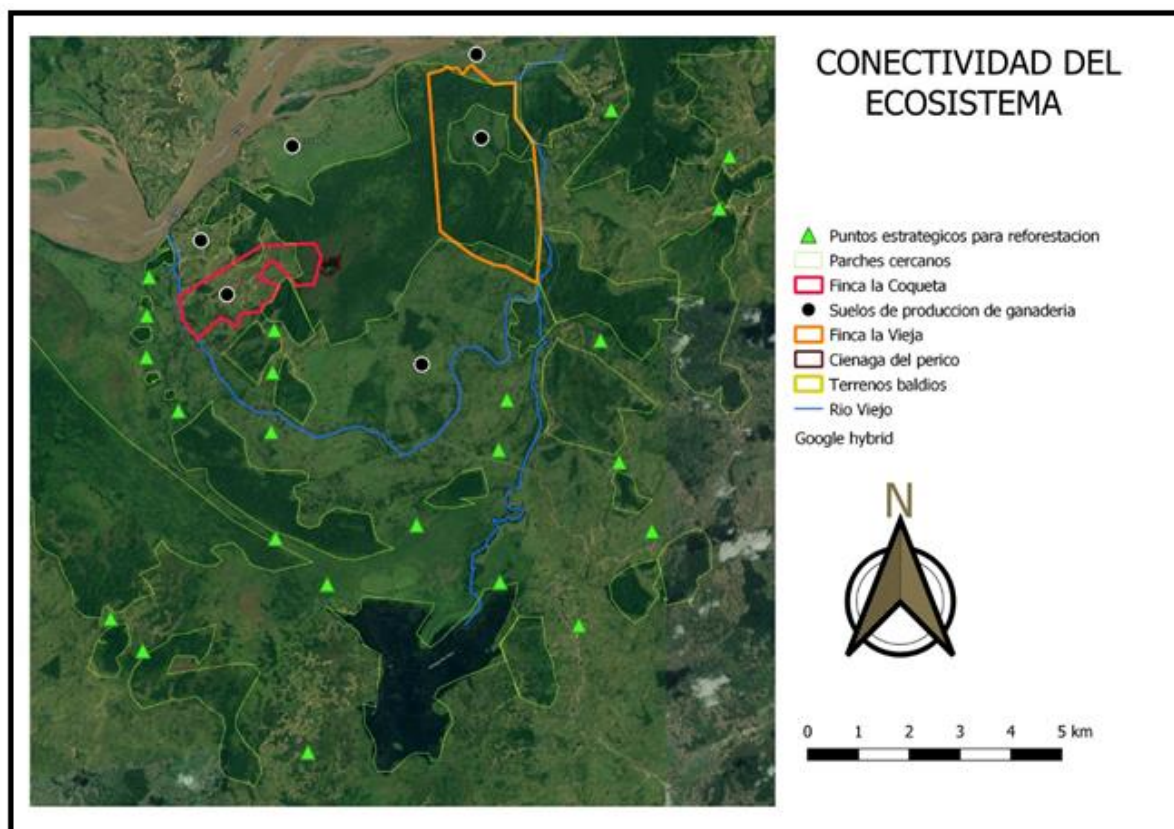 CONECTIVIDAD DEL
ECOSISTEMA
Puntos estrategicos para reforestacion
Parches cercanos
Finca la Coqueta
Suelos de produccion de ganaderia
Finca la Vieja
Cienaga del perico
Terrenos baldios
Rio Viejo
Google hybrid
N
0 1 2 3 4 5 km